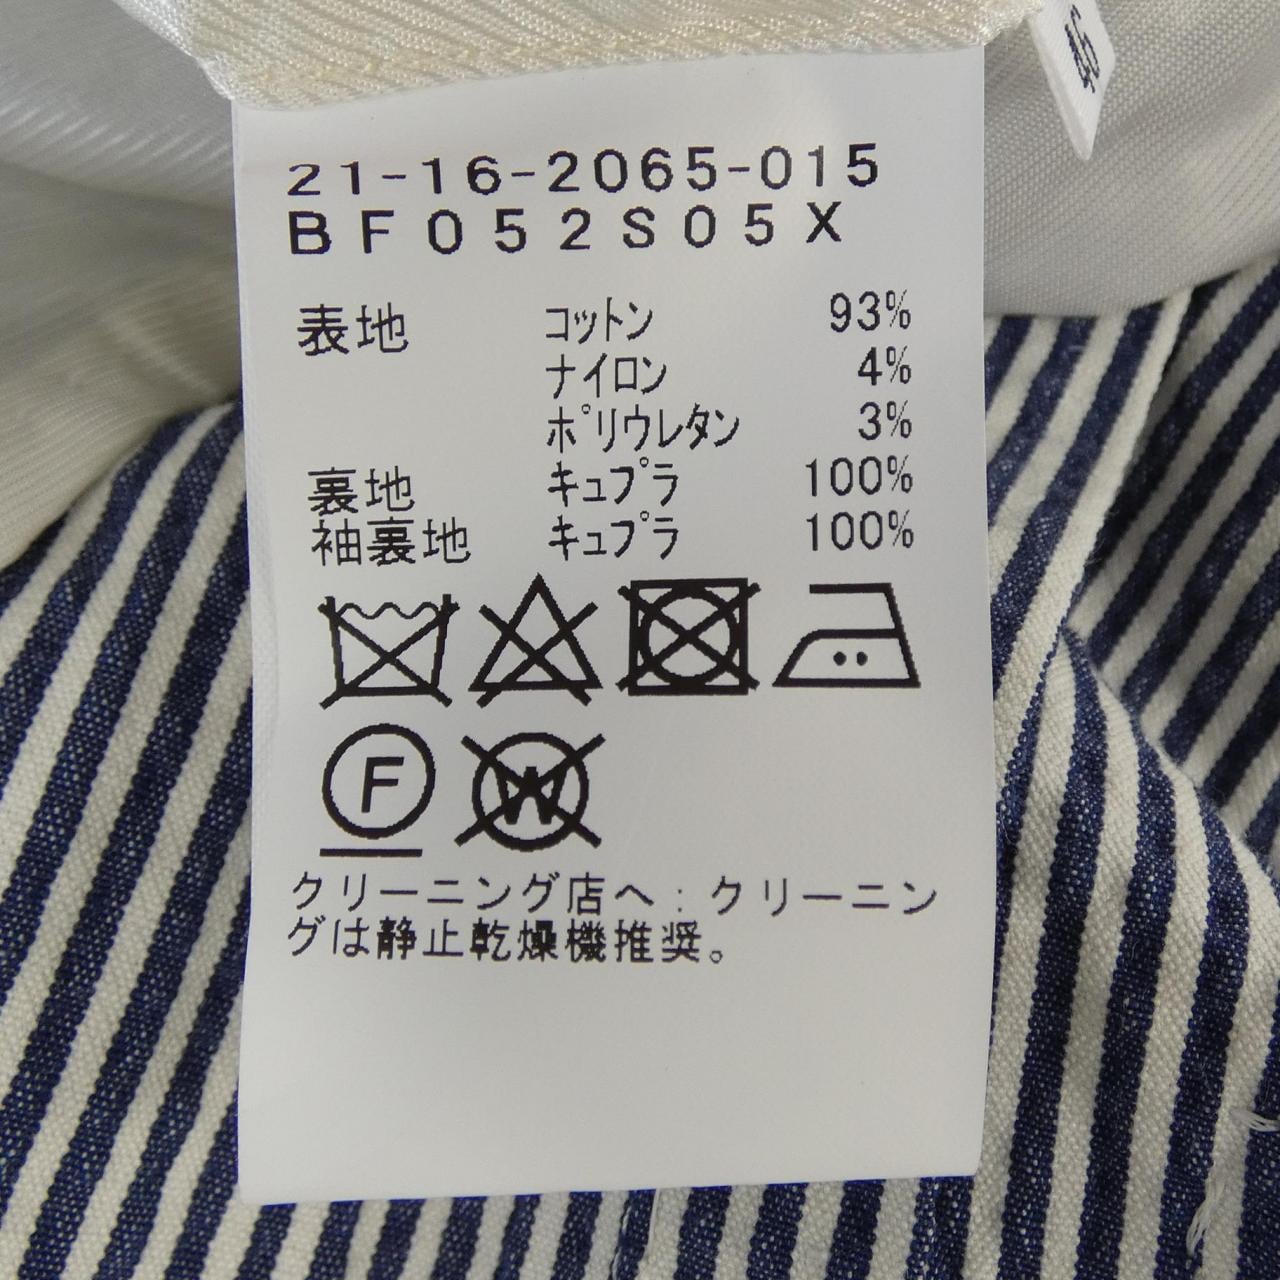 46
21-16-2065-015
BF052S05X
表地 コットン 93%
ナイロン 4%
ポリウレタン 3%
裏地 キュプラ 100%
袖裏地 キュプラ 100%
F W
クリーニング店へ：クリーニン
グは静止乾燥機推奨。